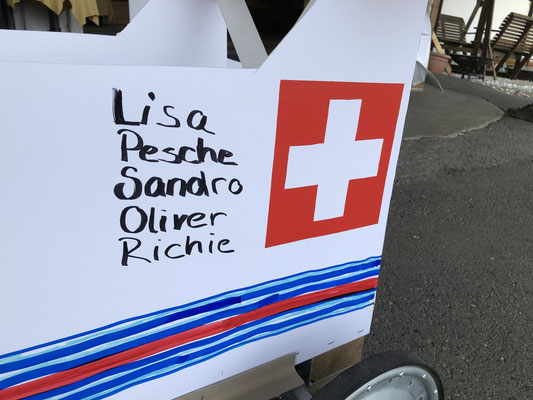 Lisa
Pesche
Sandro
Oliver
Richie